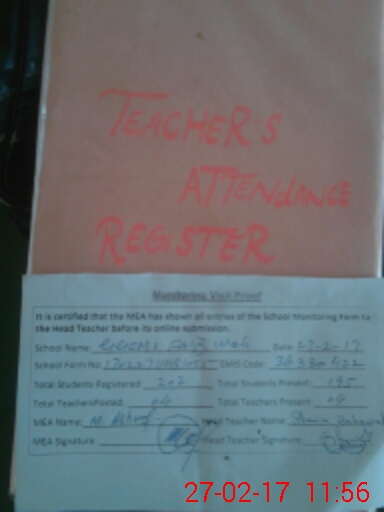 TEACHER'S
ATTENDANCE
REGISTER
Monitoring Visit Proof
It is certified that the MEA has shown all entries of the School Monitoring Form to
the Head Teacher before its online submission.
School Name: Date: 27-2-17
School Form No: EMIS Code:
Total Students Registered: 202 Total Students Present: 195
Total Teachers Posted: 04 Total Teachers Present: 04
MEA Name: M. Head Teacher Name:
MEA Signature: Head Teacher Signature:
27-02-17 11:56